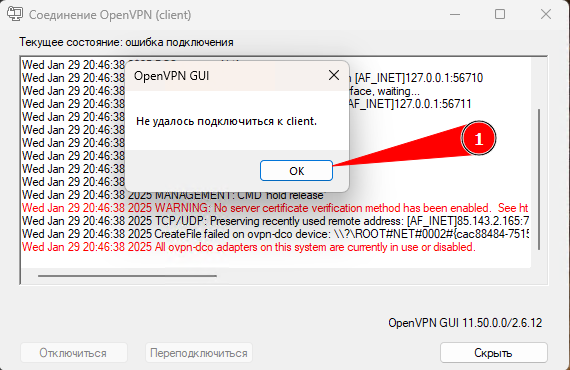 Соединение OpenVPN (client)
Текущее состояние: ошибка подключения
Wed Jan 29 20:46:38 2025
Wed Jan 29 20:46:38 [AF_INET]127.0.0.1:56710
Wed Jan 29 20:46:38 waiting...
Wed Jan 29 20:46:38 [AF_INET]127.0.0.1:56711
Wed Jan 29 20:46:38
Wed Jan 29 20:46:38
Wed Jan 29 20:46:38
Wed Jan 29 20:46:38
Wed Jan 29 20:46:38
Wed Jan 29 20:46:38
Wed Jan 29 20:46:38 2025 MANAGEMENT: CMD 'hold release'
Wed Jan 29 20:46:38 2025 WARNING: No server certificate verification method has been enabled. See ht
Wed Jan 29 20:46:38 2025 TCP/UDP: Preserving recently used remote address: [AF_INET]85.143.2.165:7
Wed Jan 29 20:46:38 2025 CreateFile failed on ovpn-dco device: \\?\ROOT#NET#0002#{cac88484-7515
Wed Jan 29 20:46:38 2025 All ovpn-dco adapters on this system are currently in use or disabled.
OpenVPN GUI
Не удалось подключиться к client.
OK
1
OpenVPN GUI 11.50.0.0/2.6.12
Отключиться
Переподключиться
Скрыть